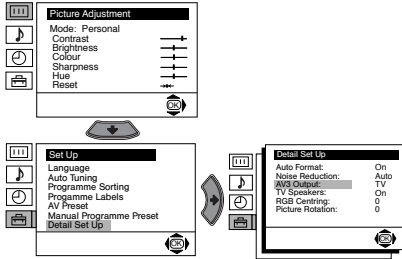 Picture Adjustment
Mode: Personal
Contrast
Brightness
Colour
Sharpness
Hue
Reset
OK
Set Up
Language
Auto Tuning
Programme Sorting
Progamme Labels
AV Preset
Manual Programme Preset
Detail Set Up
OK
Detail Set Up
Auto Format: On
Noise Reduction: Auto
AV3 Output: TV
TV Speakers: On
RGB Centring: 0
Picture Rotation: 0
OK